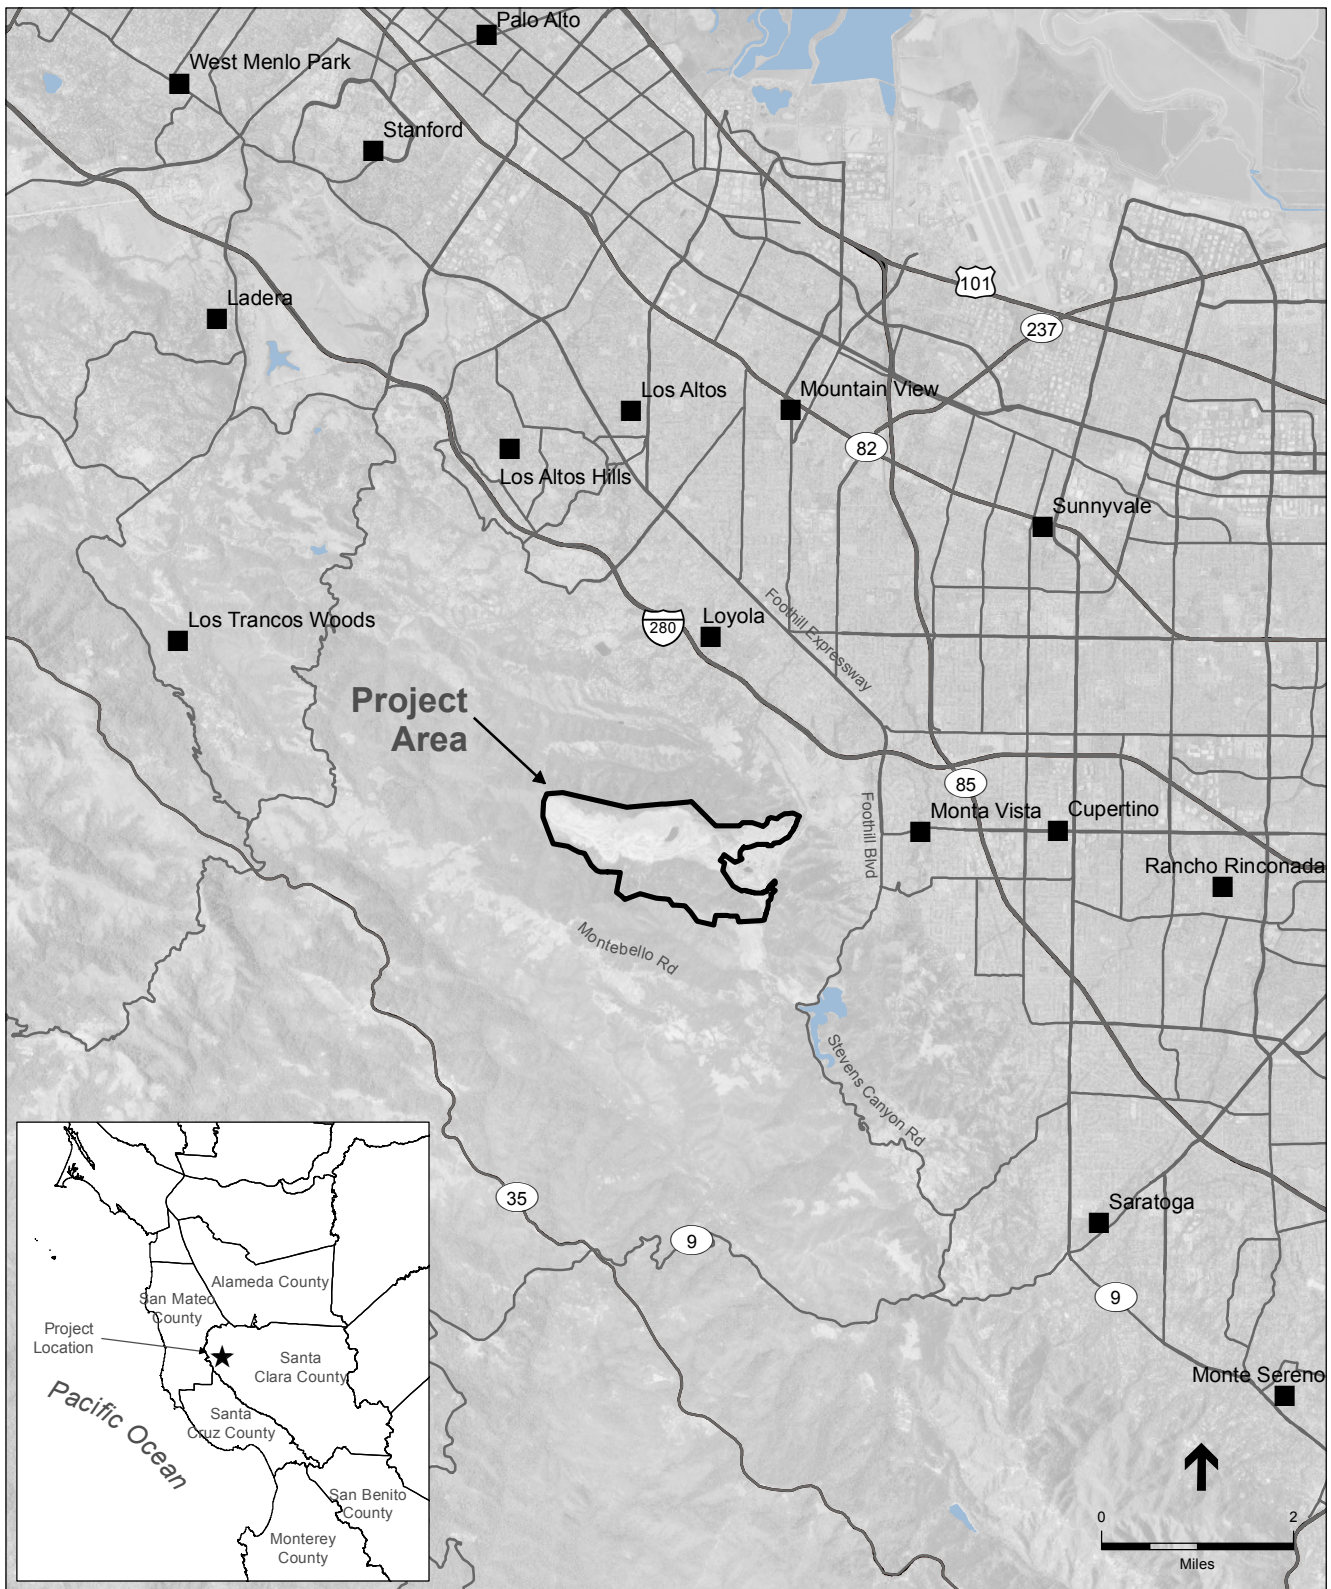 Palo Alto
West Menlo Park
Stanford
101
237
Ladera
Los Altos
Mountain View
82
Los Altos Hills
Sunnyvale
Foothill Expressway
Los Trancos Woods
280
Loyola
Project
Area
85
Foothill Blvd
Monta Vista
Cupertino
Rancho Rinconada
Montebello Rd
Stevens Canyon Rd
35
9
Saratoga
9
Monte Sereno
0
2
Miles
Alameda County
San Mateo
County
Project
Location
Santa
Clara County
Pacific Ocean
Santa
Cruz County
San Benito
County
Monterey
County